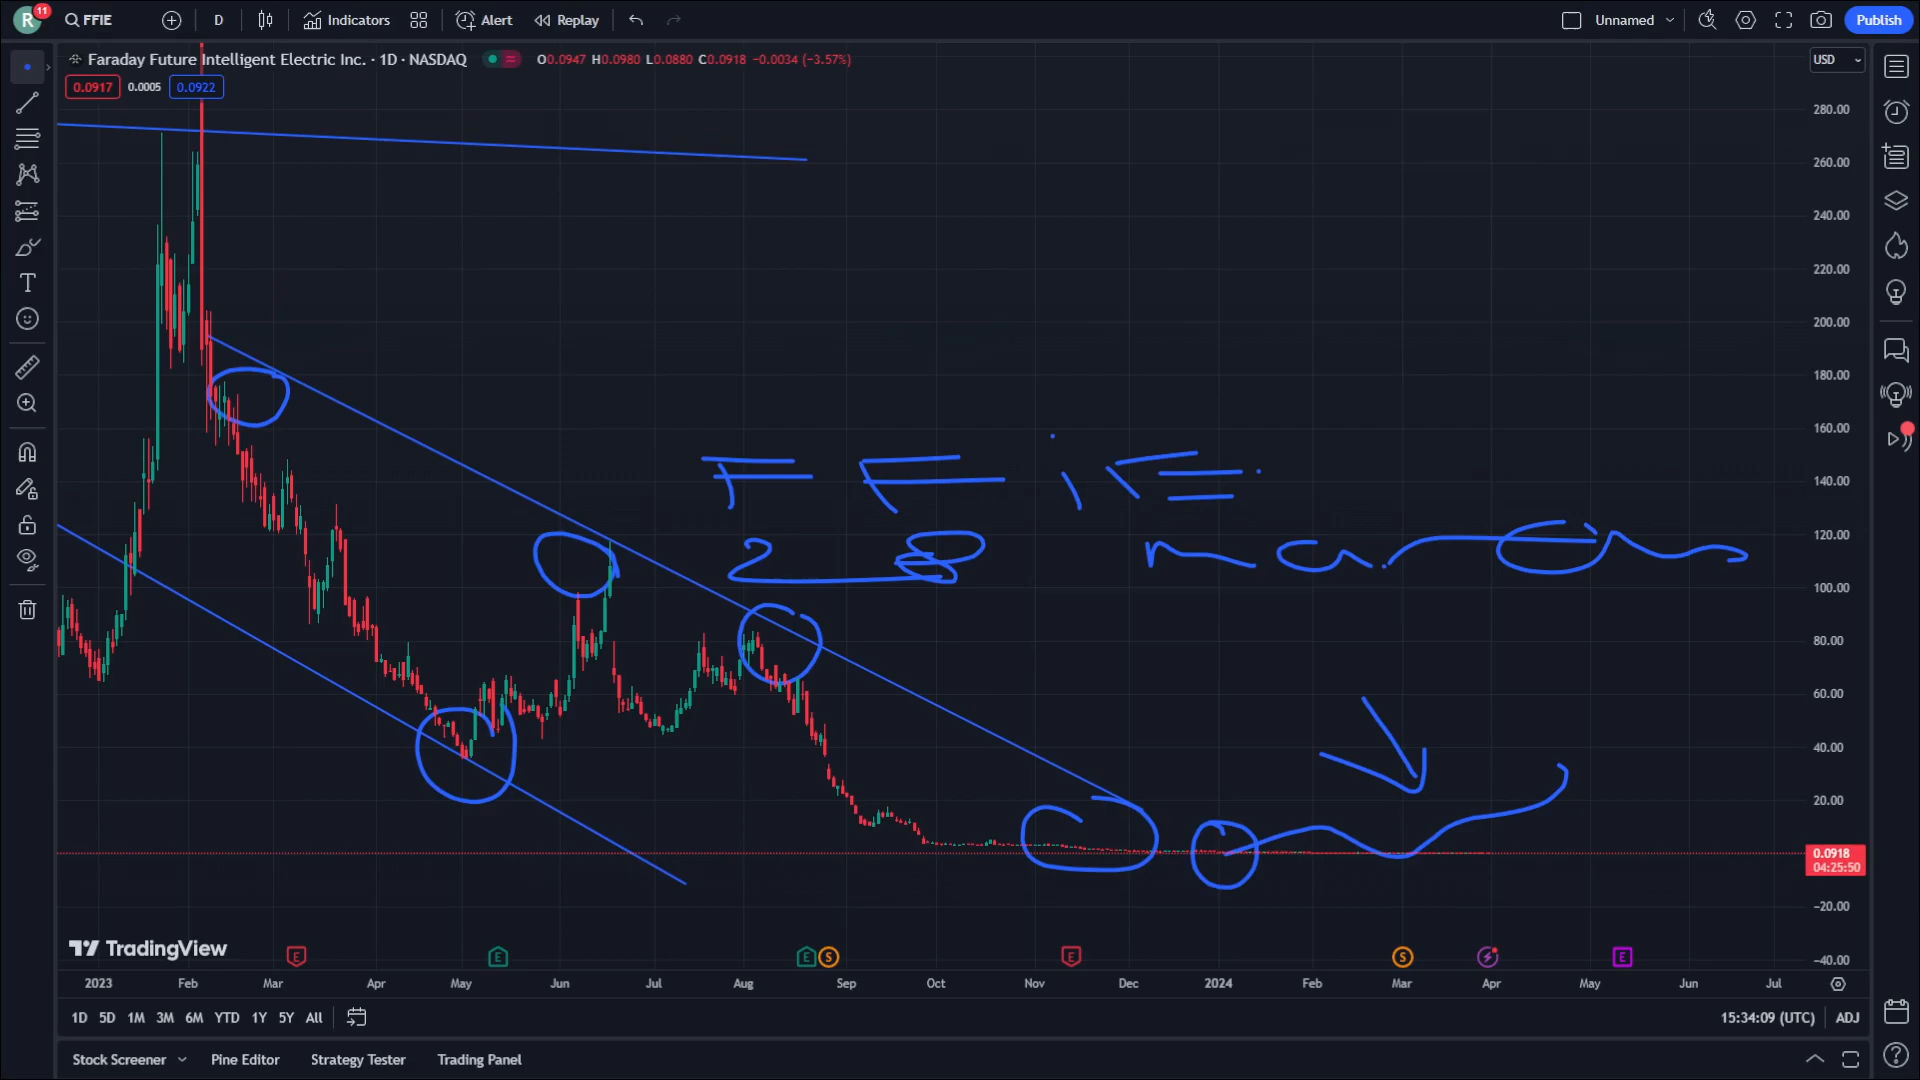 R 11 FFIE D Indicators Alert Replay Unnamed Publish
Faraday Future Intelligent Electric Inc. · 1D · NASDAQ O0.0947 H0.0980 L0.0880 C0.0918 −0.0034 (−3.57%) USD
0.0917 0.0005 0.0922
280.00
260.00
240.00
220.00
200.00
180.00
160.00
140.00
120.00
100.00
80.00
60.00
40.00
20.00
0.0918
04:25:50
−20.00
−40.00
TradingView
E E E S E S E
2023 Feb Mar Apr May Jun Jul Aug Sep Oct Nov Dec 2024 Feb Mar Apr May Jun Jul
1D 5D 1M 3M 6M YTD 1Y 5Y All 15:34:09 (UTC) ADJ
Stock Screener Pine Editor Strategy Tester Trading Panel